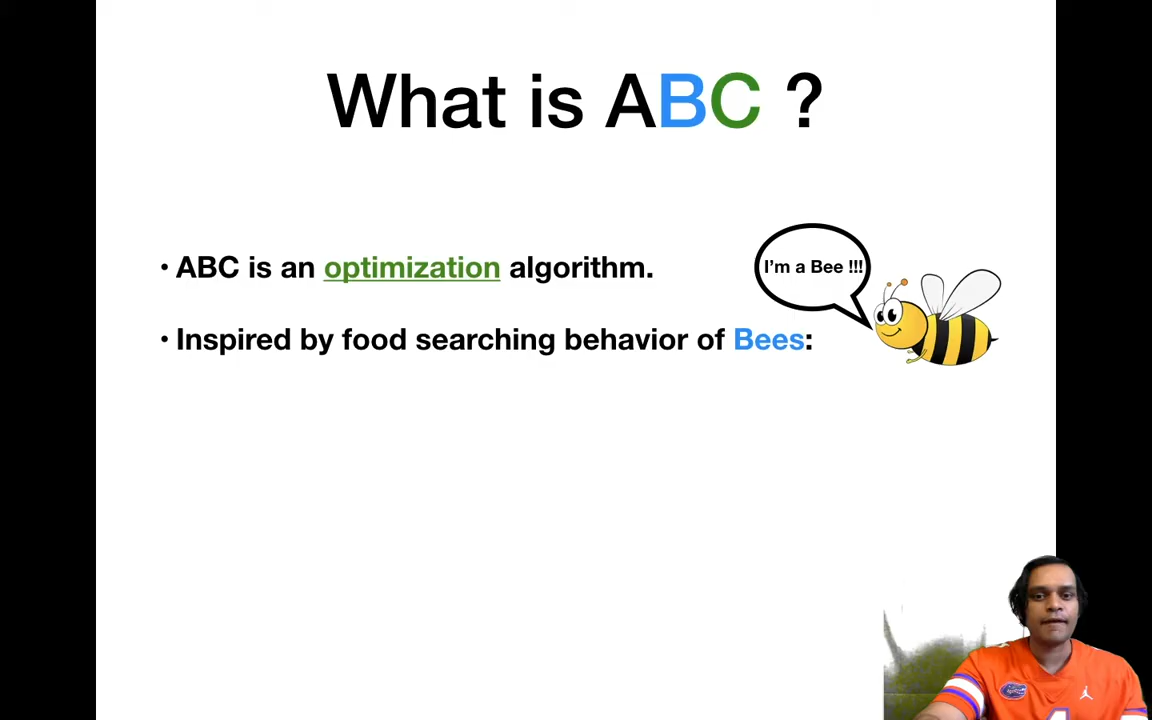 What is ABC ?
• ABC is an optimization algorithm.
I'm a Bee !!!
• Inspired by food searching behavior of Bees: